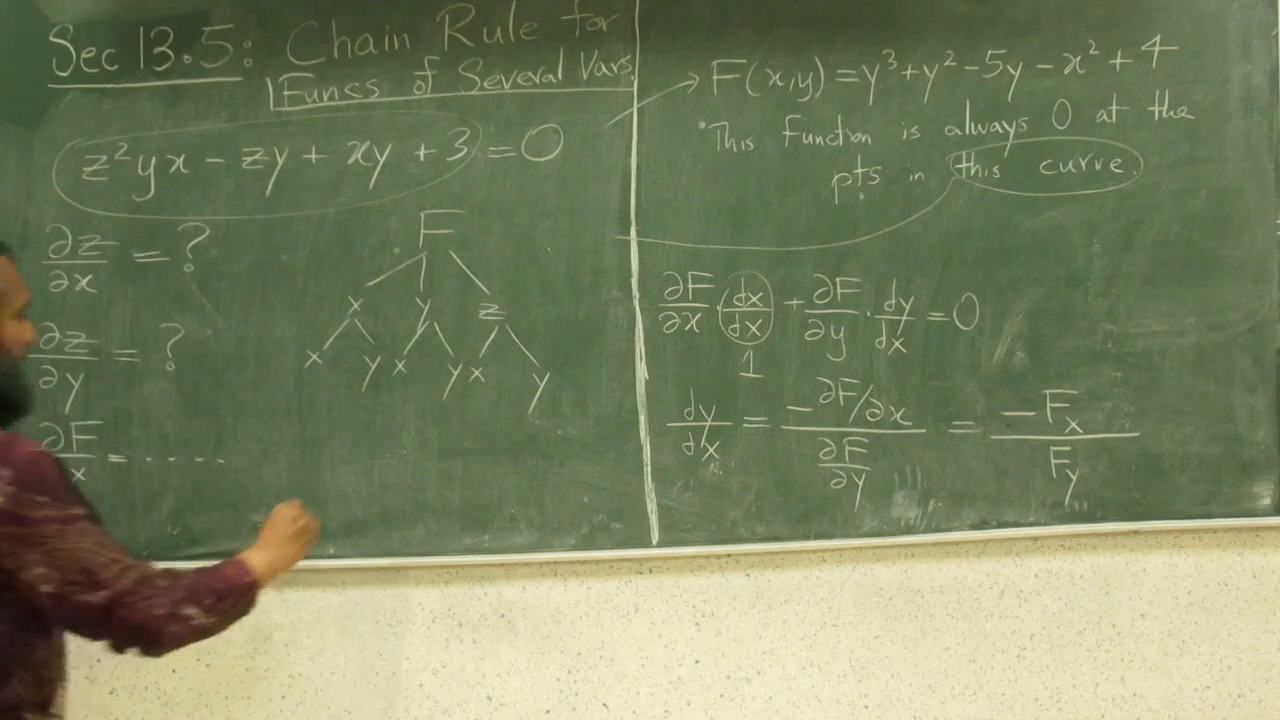 Sec 13.5: Chain Rule for
Funcs of Several Vars
z²yx - zy + xy + 3 = 0
∂z/∂x = ?
∂z/∂y = ?
∂F/x = ......
F
x y z
x y x y x y
F(x,y) = y³+y²-5y-x²+4
This Function is always 0 at the
pts in this curve.
∂F/∂x · dx/dx + ∂F/∂y · dy/dx = 0
1
dy/dx = -∂F/∂x / ∂F/∂y = -Fx/Fy